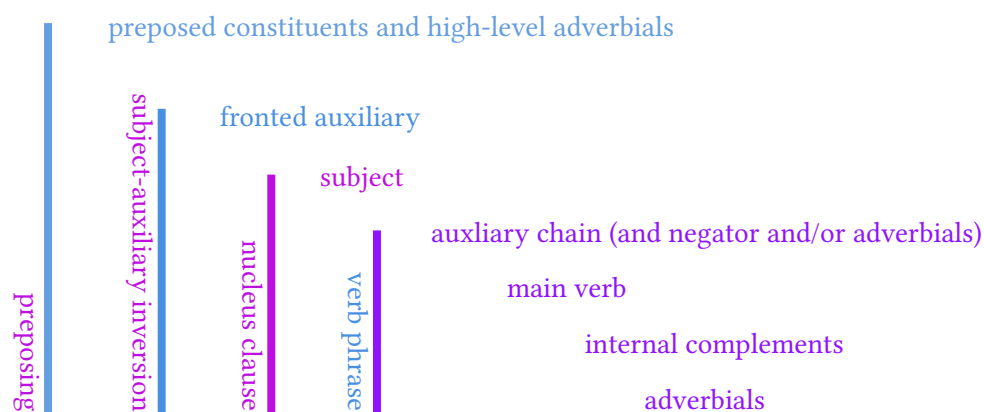 preposed constituents and high-level adverbials
fronted auxiliary
subject
auxliary chain (and negator and/or adverbials)
main verb
internal complements
adverbials
preposing
subject-auxiliary inversion
nucleus clause
verb phrase